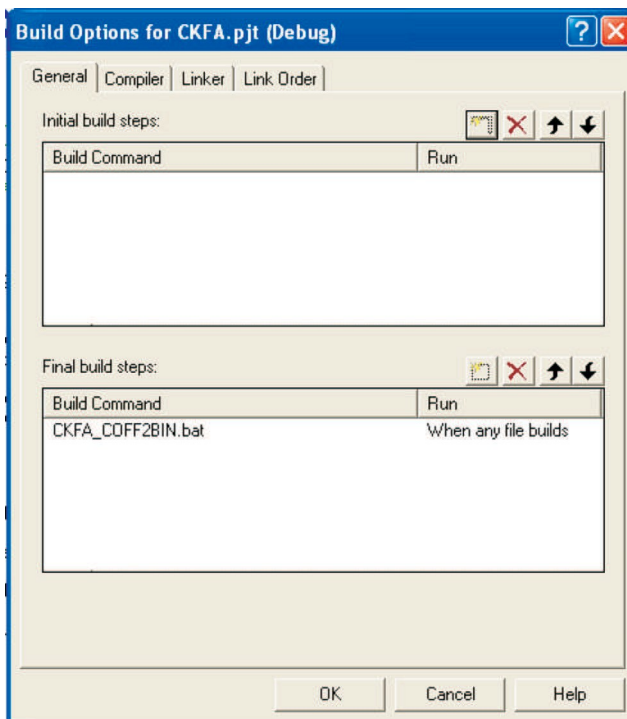 Build Options for CKFA.pjt (Debug)
General Compiler Linker Link Order
Initial build steps:
Build Command Run
Final build steps:
Build Command Run
CKFA_COFF2BIN.bat When any file builds
OK Cancel Help